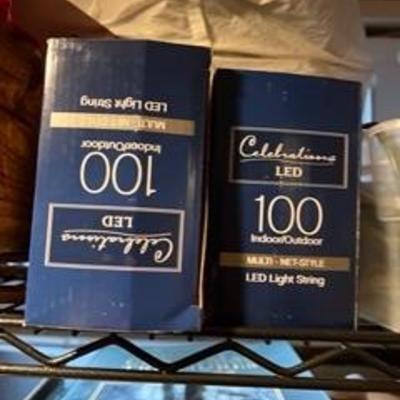 Celebrations
LED
100
Indoor/Outdoor
MULTI - NET-STYLE
LED Light String
Celebrations
LED
100
Indoor/Outdoor
MULTI - NET-STYLE
LED Light String